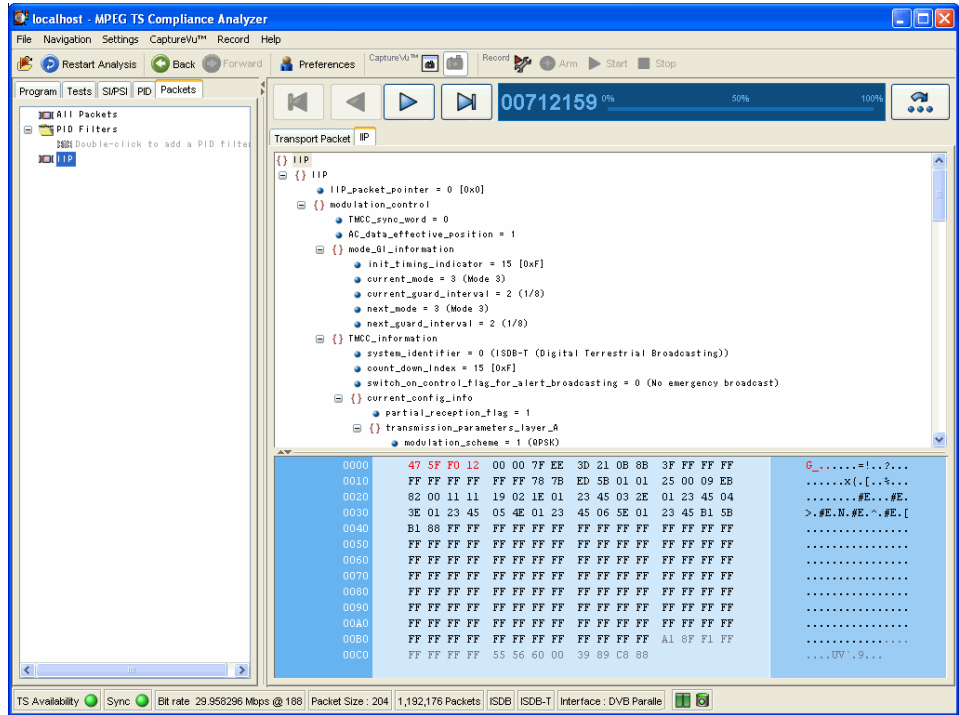 localhost - MPEG TS Compliance Analyzer
File Navigation Settings CaptureVu™ Record Help
Restart Analysis Back Forward Preferences CaptureVu™ Record Arm Start Stop
Program Tests SI/PSI PID Packets
All Packets
PID Filters
Double-click to add a PID filte
IIP
00712159 0% 50% 100%
Transport Packet IIP
{} IIP
{} IIP
IIP_packet_pointer = 0 [0x0]
{} modulation_control
TMCC_sync_word = 0
AC_data_effective_position = 1
{} mode_GI_information
init_timing_indicator = 15 [0xF]
current_mode = 3 (Mode 3)
current_guard_interval = 2 (1/8)
next_mode = 3 (Mode 3)
next_guard_interval = 2 (1/8)
{} TMCC_information
system_identifier = 0 (ISDB-T (Digital Terrestrial Broadcasting))
count_down_Index = 15 [0xF]
switch_on_control_flag_for_alert_broadcasting = 0 (No emergency broadcast)
{} current_config_info
partial_reception_flag = 1
{} transmission_parameters_layer_A
modulation_scheme = 1 (QPSK)
0000 47 5F F0 12 00 00 7F EE 3D 21 0B 8B 3F FF FF FF G_......=!..?...
0010 FF FF FF FF FF FF 78 7B ED 5B 01 01 25 00 09 EB ......x{.[..%...
0020 82 00 11 11 19 02 1E 01 23 45 03 2E 01 23 45 04 ........#E...#E.
0030 3E 01 23 45 05 4E 01 23 45 06 5E 01 23 45 B1 5B >.#E.N.#E.^.#E.[
0040 B1 88 FF FF FF FF FF FF FF FF FF FF FF FF FF FF ................
0050 FF FF FF FF FF FF FF FF FF FF FF FF FF FF FF FF ................
0060 FF FF FF FF FF FF FF FF FF FF FF FF FF FF FF FF ................
0070 FF FF FF FF FF FF FF FF FF FF FF FF FF FF FF FF ................
0080 FF FF FF FF FF FF FF FF FF FF FF FF FF FF FF FF ................
0090 FF FF FF FF FF FF FF FF FF FF FF FF FF FF FF FF ................
00A0 FF FF FF FF FF FF FF FF FF FF FF FF FF FF FF FF ................
00B0 FF FF FF FF FF FF FF FF FF FF FF FF A1 8F F1 FF ................
00C0 FF FF FF FF 55 56 60 00 39 89 C8 88 ....UV`.9...
TS Availability Sync Bit rate 29.958296 Mbps @ 188 Packet Size : 204 1,192,176 Packets ISDB ISDB-T Interface : DVB Paralle